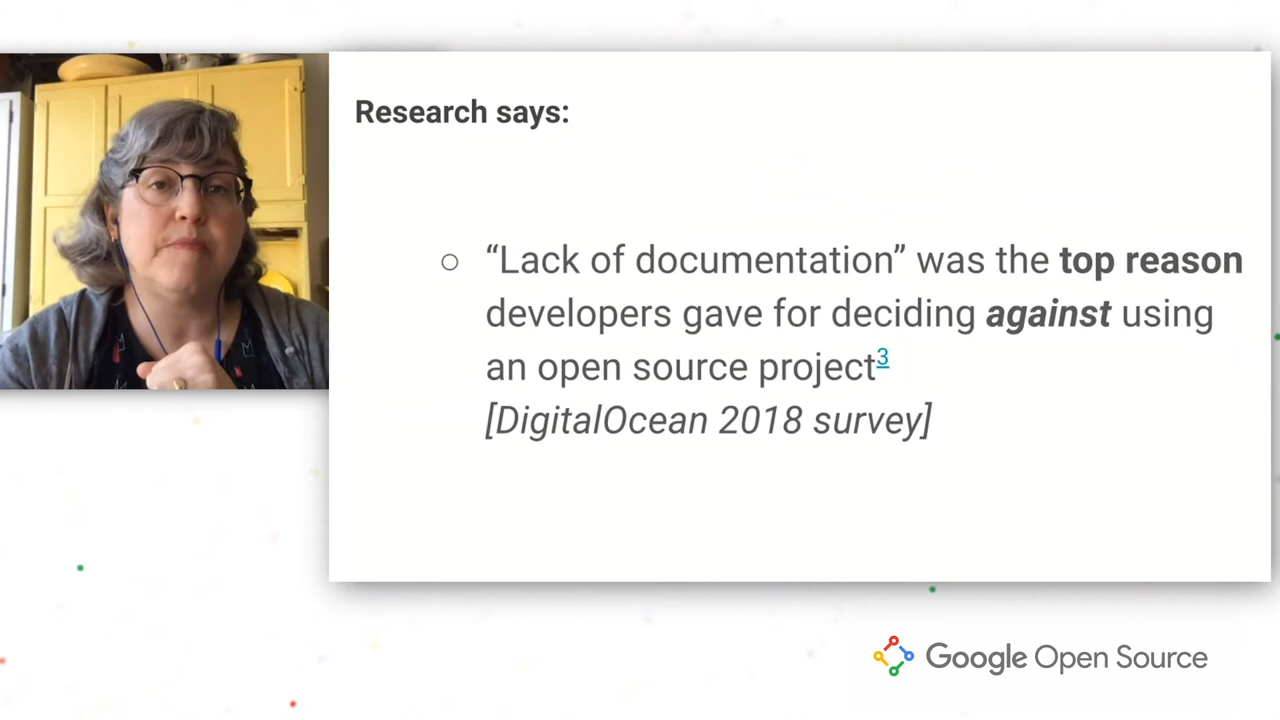 Research says:
○ “Lack of documentation” was the top reason
developers gave for deciding against using
an open source project3
[DigitalOcean 2018 survey]
Google Open Source